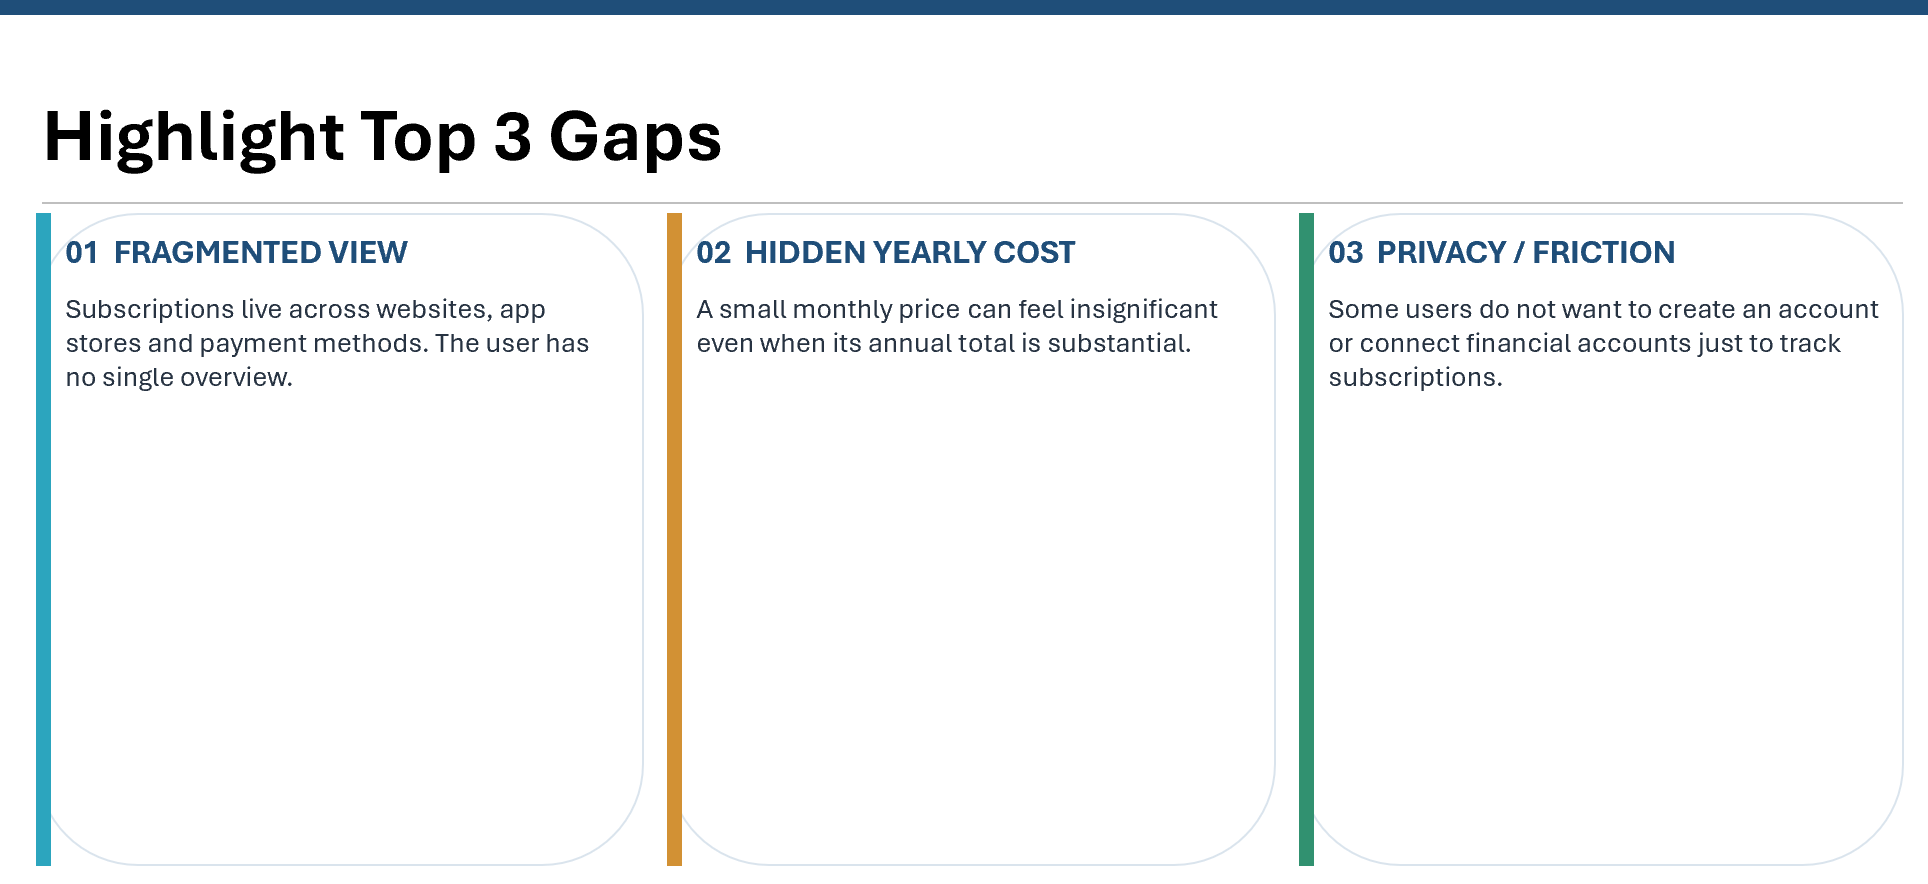 Highlight Top 3 Gaps
01 FRAGMENTED VIEW
Subscriptions live across websites, app
stores and payment methods. The user has
no single overview.
02 HIDDEN YEARLY COST
A small monthly price can feel insignificant
even when its annual total is substantial.
03 PRIVACY / FRICTION
Some users do not want to create an account
or connect financial accounts just to track
subscriptions.